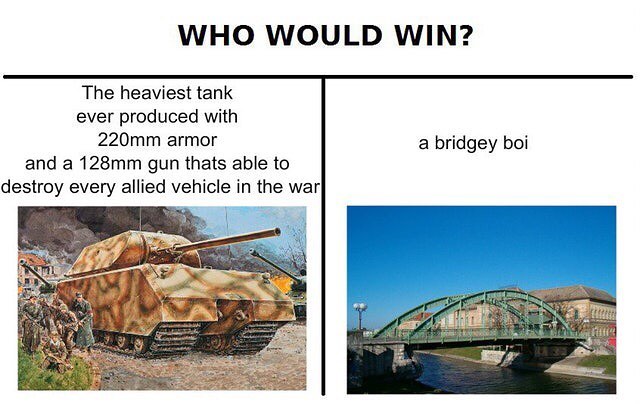 WHO WOULD WIN?
The heaviest tank
ever produced with
220mm armor
and a 128mm gun thats able to
destroy every allied vehicle in the war
a bridgey boi